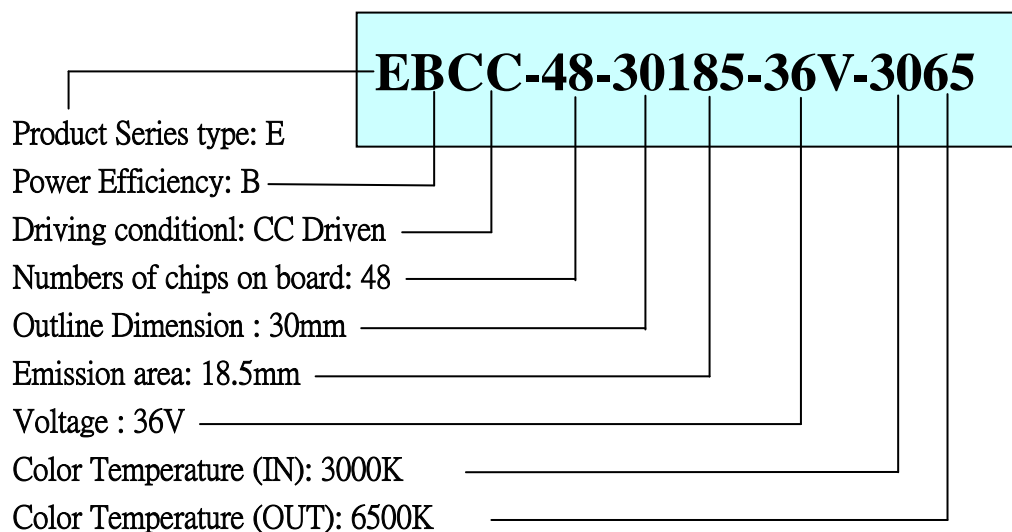 EBCC-48-30185-36V-3065
Product Series type: E
Power Efficiency: B
Driving conditionl: CC Driven
Numbers of chips on board: 48
Outline Dimension : 30mm
Emission area: 18.5mm
Voltage : 36V
Color Temperature (IN): 3000K
Color Temperature (OUT): 6500K